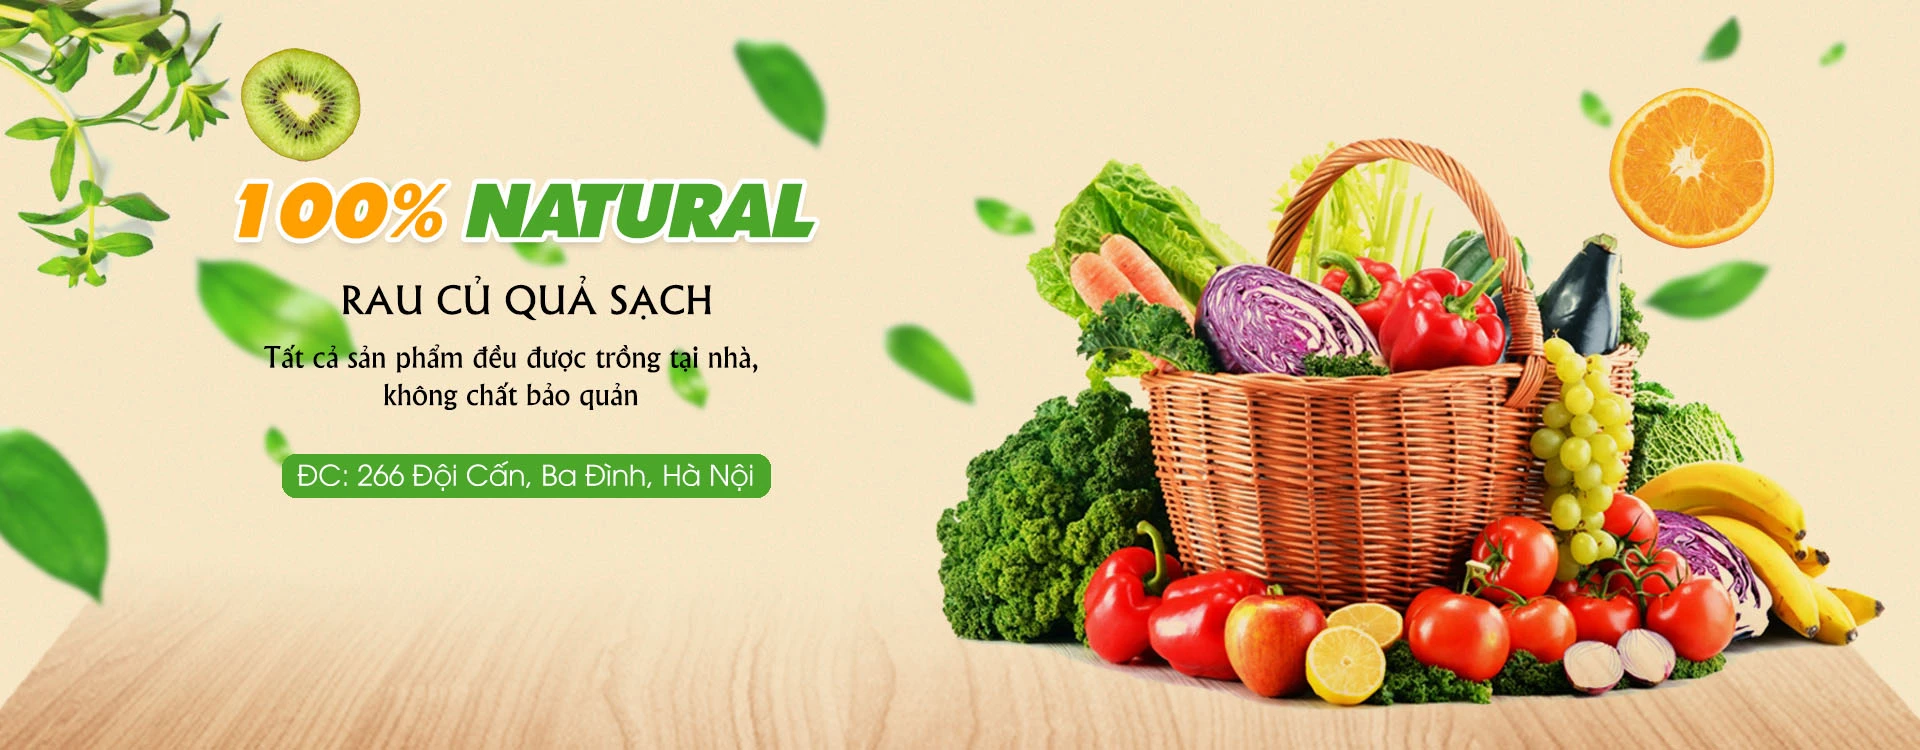 100% NATURAL
RAU CỦ QUẢ SẠCH
Tất cả sản phẩm đều được trồng tại nhà,
không chất bảo quản
ĐC: 266 Đội Cấn, Ba Đình, Hà Nội